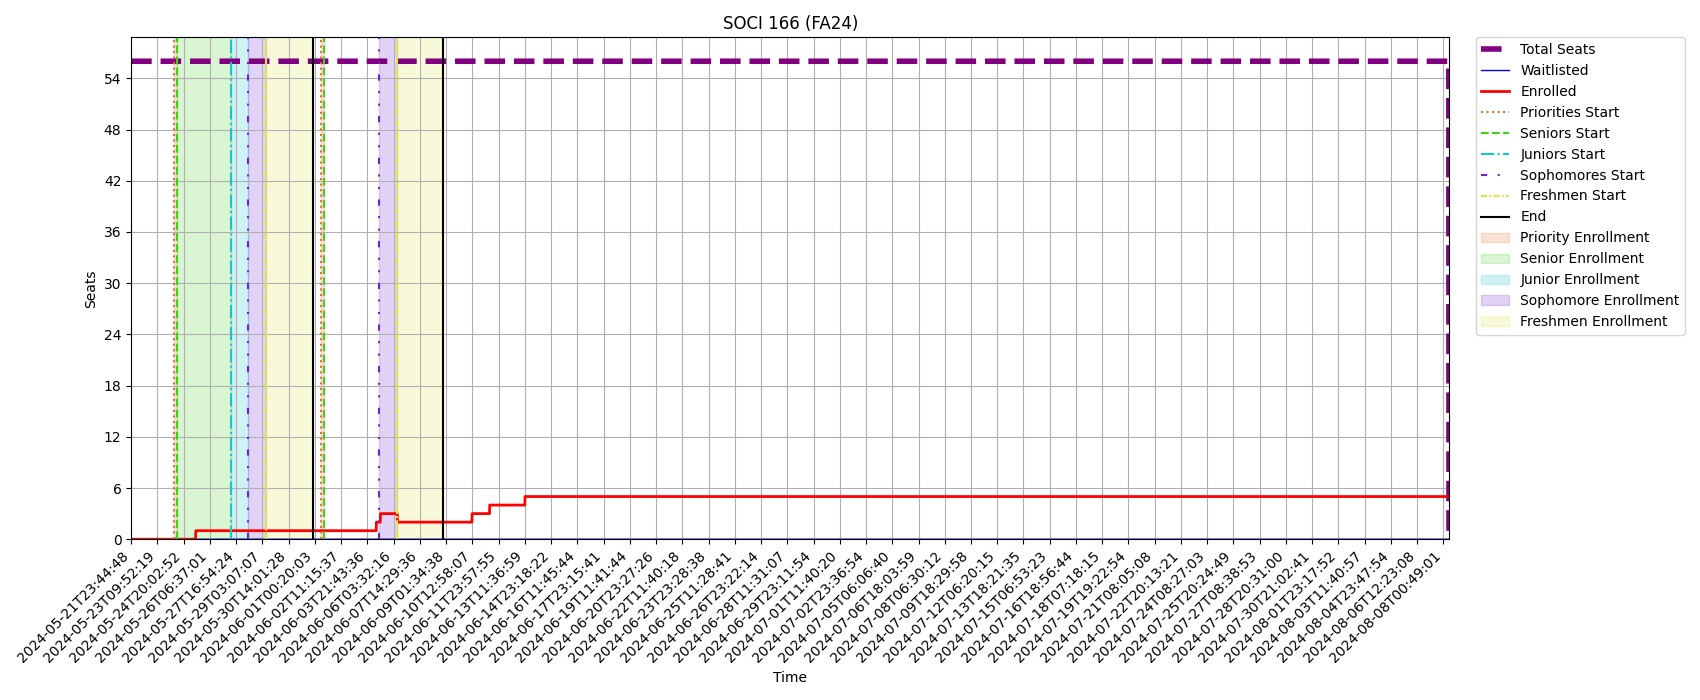 SOCI 166 (FA24)
Seats
54
48
42
36
30
24
18
12
6
0
2024-05-21T23:44:48
2024-05-23T09:52:19
2024-05-24T20:02:52
2024-05-26T06:37:01
2024-05-27T16:54:24
2024-05-29T03:07:07
2024-05-30T14:01:28
2024-06-01T00:20:03
2024-06-02T11:15:37
2024-06-03T21:43:36
2024-06-06T03:32:16
2024-06-07T14:29:36
2024-06-09T01:34:38
2024-06-10T12:58:07
2024-06-11T23:57:55
2024-06-13T11:36:59
2024-06-14T23:18:22
2024-06-16T11:45:44
2024-06-17T23:15:41
2024-06-19T11:41:44
2024-06-20T23:27:26
2024-06-22T11:40:18
2024-06-23T23:28:38
2024-06-25T11:28:41
2024-06-26T23:22:14
2024-06-28T11:31:07
2024-06-29T23:11:54
2024-07-01T11:40:20
2024-07-02T23:36:54
2024-07-05T06:06:40
2024-07-06T18:03:59
2024-07-08T06:30:12
2024-07-09T18:29:58
2024-07-12T06:20:15
2024-07-13T18:21:35
2024-07-15T06:53:23
2024-07-16T18:56:44
2024-07-18T07:18:15
2024-07-19T19:22:54
2024-07-21T08:05:08
2024-07-22T20:13:21
2024-07-24T08:27:03
2024-07-25T20:24:49
2024-07-27T08:38:53
2024-07-28T20:31:00
2024-07-30T21:02:41
2024-08-01T23:17:52
2024-08-03T11:40:57
2024-08-04T23:47:54
2024-08-06T12:23:08
2024-08-08T00:49:01
Time
Total Seats
Waitlisted
Enrolled
Priorities Start
Seniors Start
Juniors Start
Sophomores Start
Freshmen Start
End
Priority Enrollment
Senior Enrollment
Junior Enrollment
Sophomore Enrollment
Freshmen Enrollment